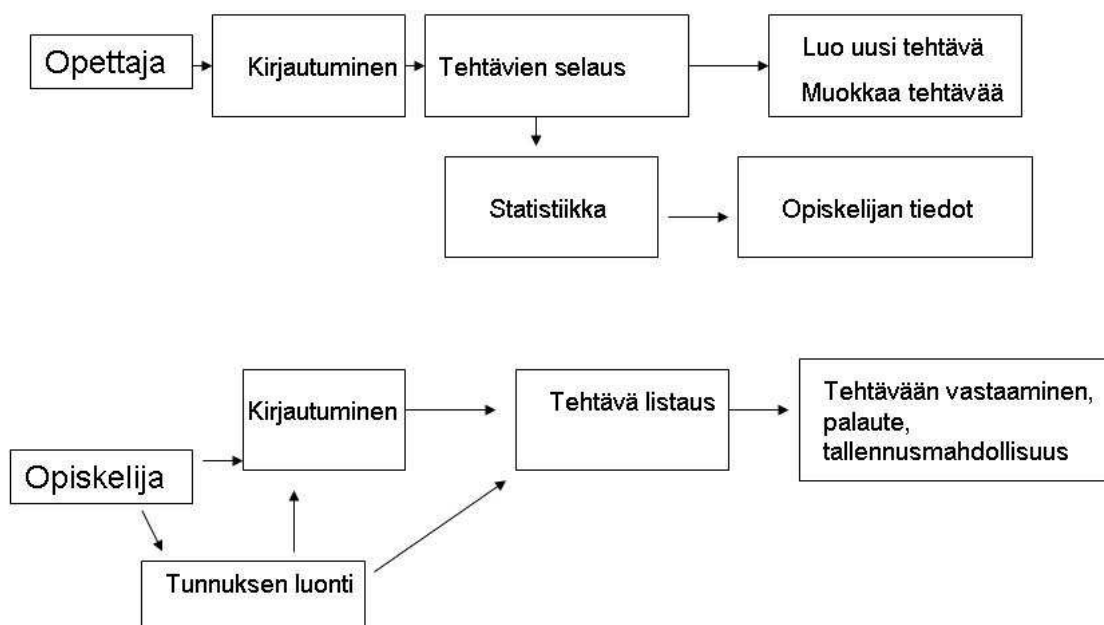 Opettaja
Kirjautuminen
Tehtävien selaus
Luo uusi tehtävä
Muokkaa tehtävää
Statistiikka
Opiskelijan tiedot
Opiskelija
Kirjautuminen
Tehtävä listaus
Tehtävään vastaaminen,
palaute,
tallennusmahdollisuus
Tunnuksen luonti